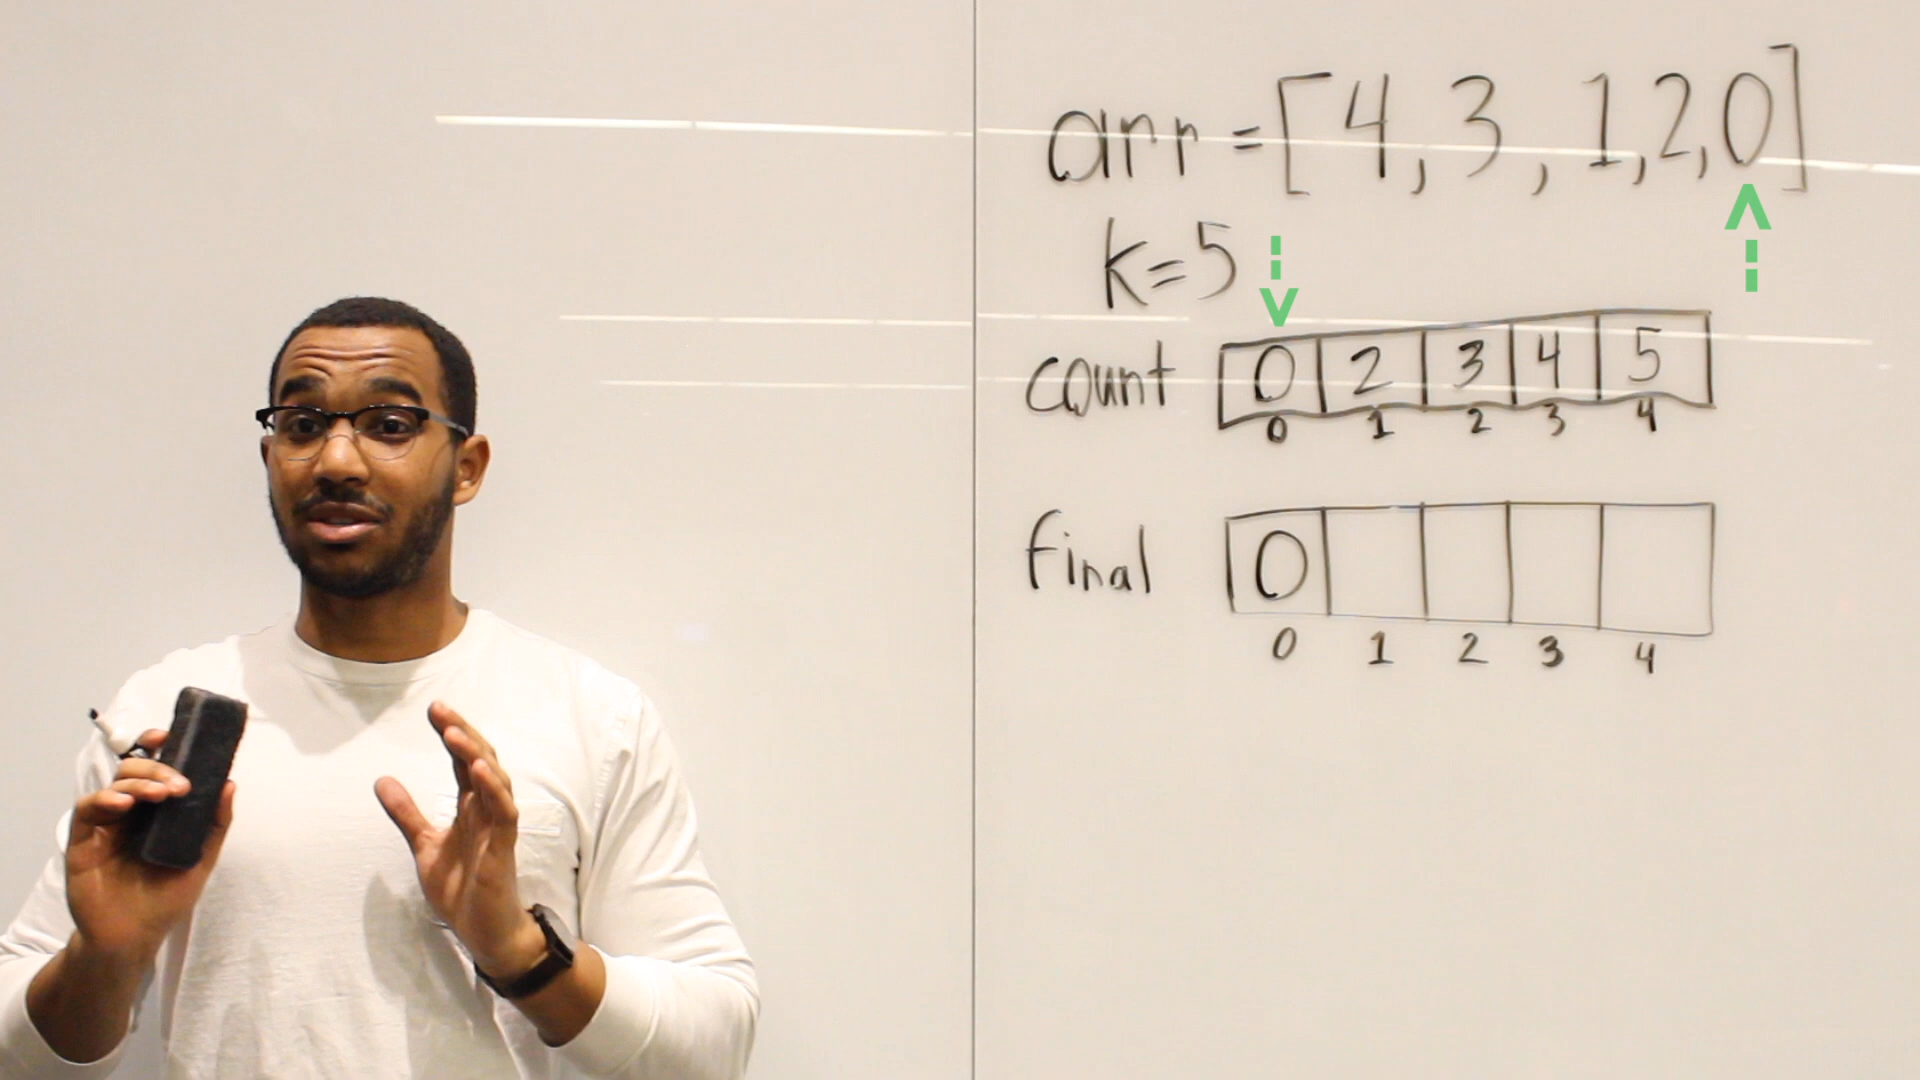 arr = [4, 3, 1, 2, 0]
k=5
count 0 2 3 4 5
0 1 2 3 4
final 0
0 1 2 3 4